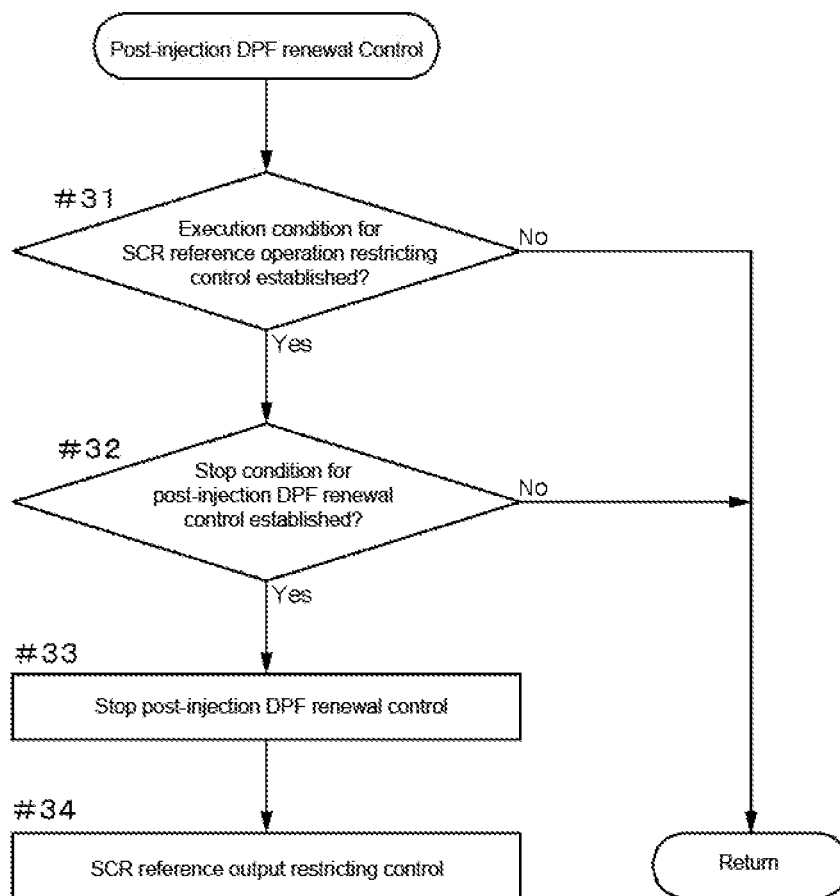 Post-injection DPF renewal Control
#31
Execution condition for
SCR reference operation restricting
control established?
No
Yes
#32
Stop condition for
post-injection DPF renewal
control established?
No
Yes
#33
Stop post-injection DPF renewal control
#34
SCR reference output restricting control
Return